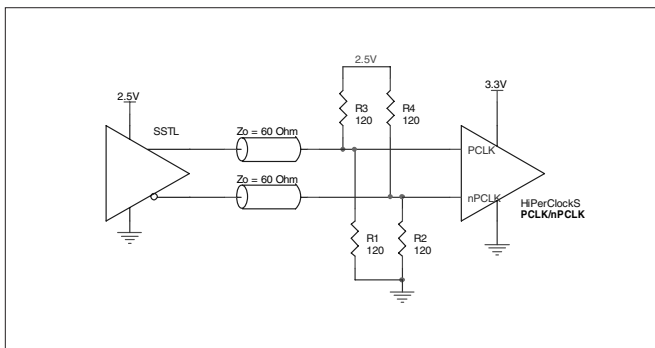 2.5V
SSTL
Zo = 60 Ohm
Zo = 60 Ohm
2.5V
R3
120
R4
120
3.3V
PCLK
nPCLK
HiPerClockS
PCLK/nPCLK
R1
120
R2
120